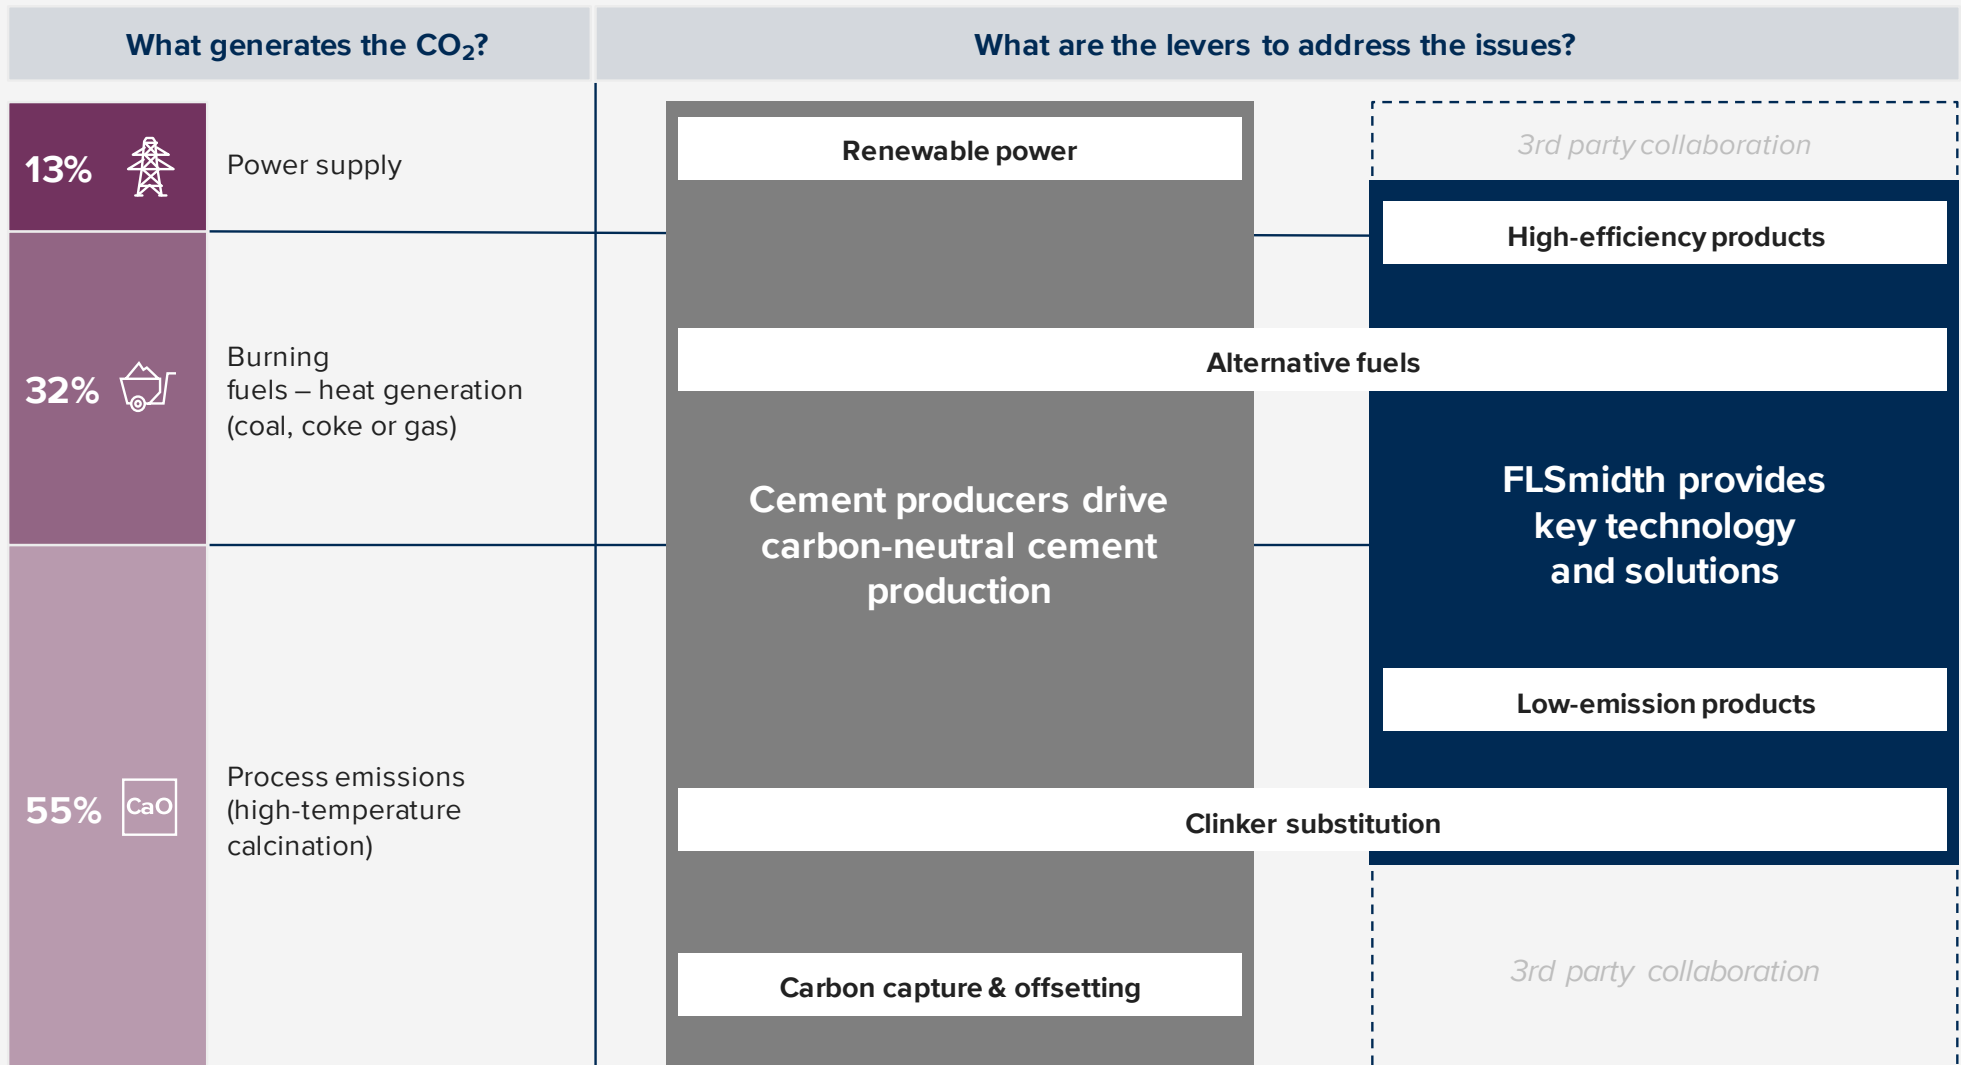 What generates the CO₂?
What are the levers to address the issues?
13%
Power supply
Renewable power
3rd party collaboration
High-efficiency products
32%
Burning
fuels – heat generation
(coal, coke or gas)
Alternative fuels
Cement producers drive
carbon-neutral cement
production
FLSmidth provides
key technology
and solutions
Low-emission products
55%
CaO
Process emissions
(high-temperature
calcination)
Clinker substitution
Carbon capture & offsetting
3rd party collaboration